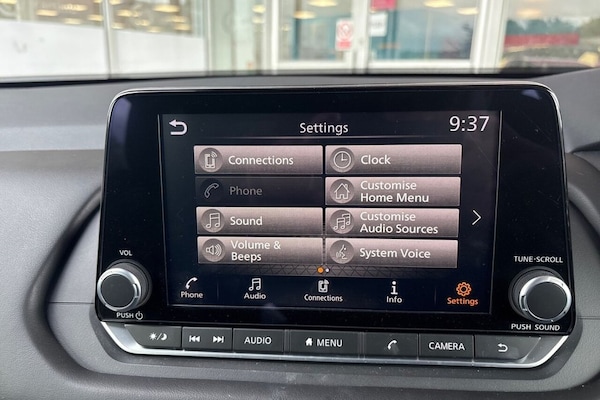 Settings
9:37
Connections
Clock
Phone
Customise
Home Menu
Sound
Customise
Audio Sources
Volume &
Beeps
System Voice
Phone
Audio
Connections
Info
Settings
VOL
PUSH
TUNE·SCROLL
PUSH SOUND
AUDIO
MENU
CAMERA